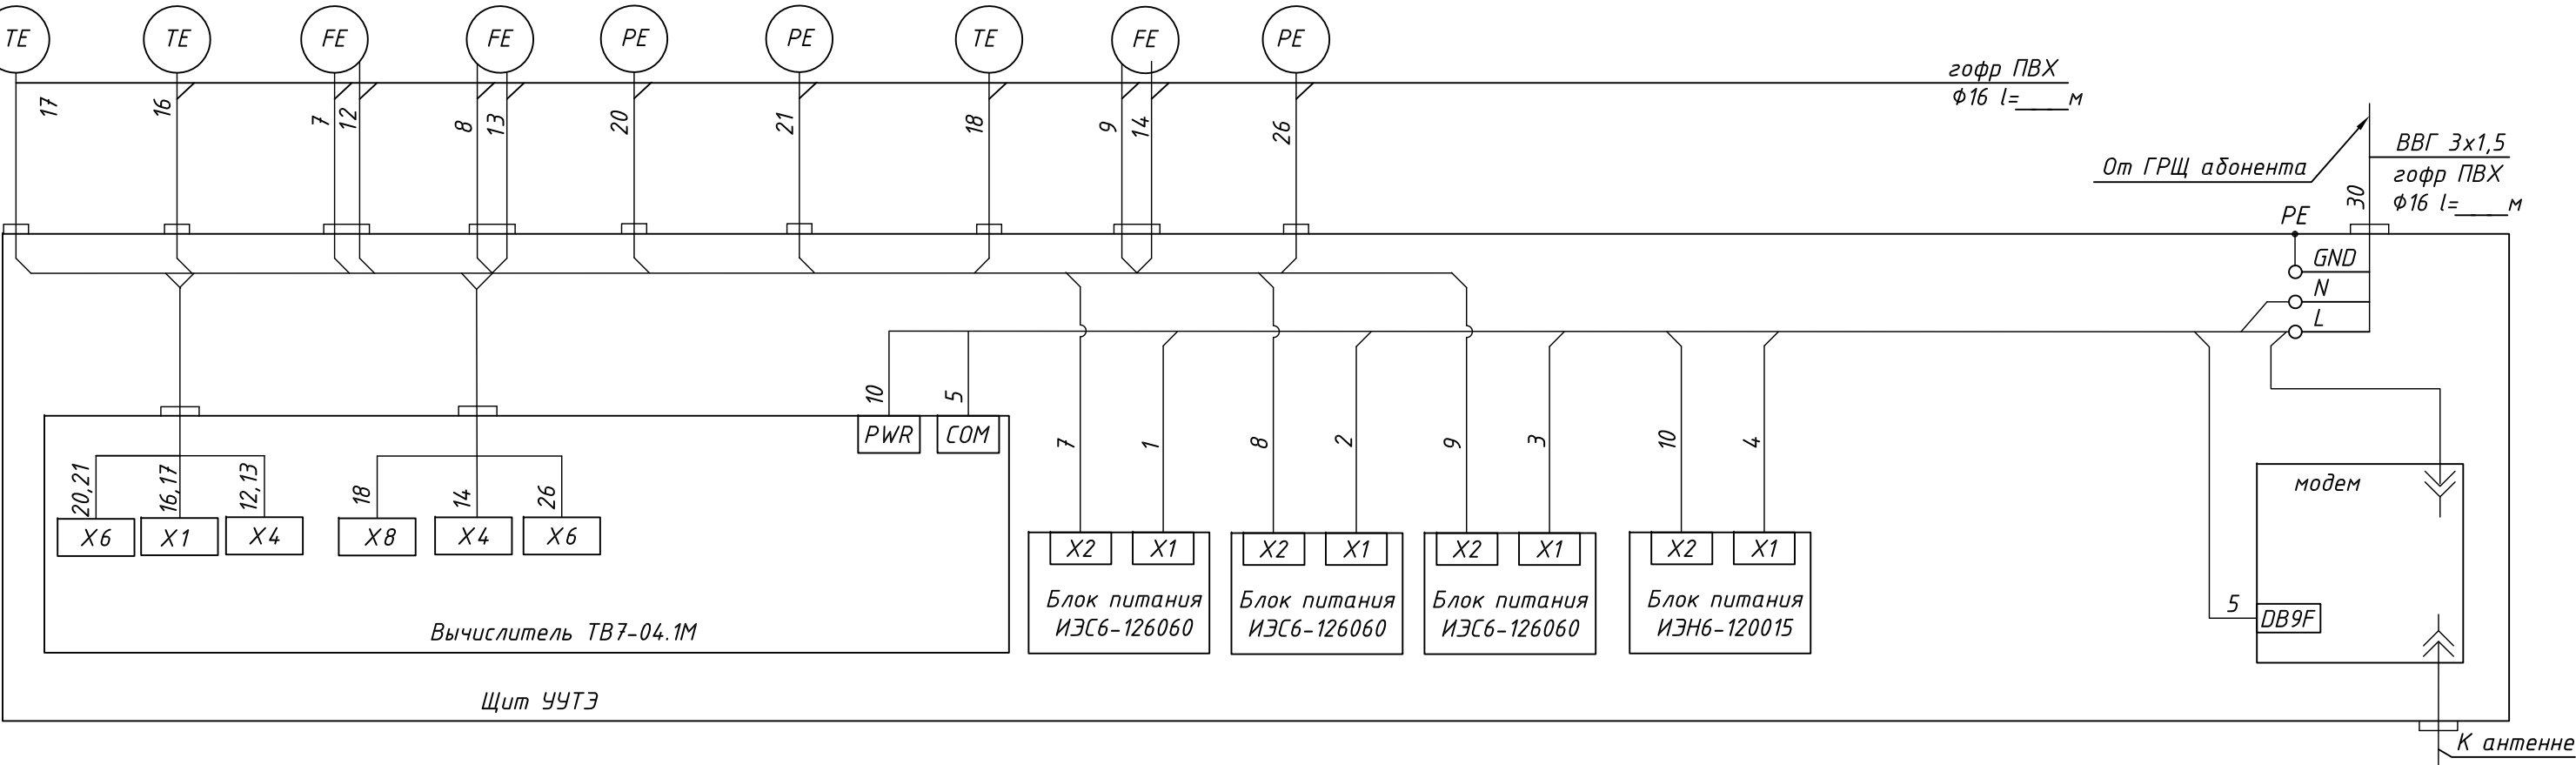 TE TE FE FE PE PE TE FE PE
гофр ПВХ
Ф16 l=____м
17 16 7 12 8 13 20 21 18 9 14 26
ВВГ 3х1,5
От ГРЩ абонента
гофр ПВХ
Ф16 l=____м
30
PE
GND
N
L
10 5
PWR COM
7 1 8 2 9 3 10 4
20,21 16,17 12,13 18 14 26
X6 X1 X4 X8 X4 X6
модем
X2 X1 X2 X1 X2 X1 X2 X1
Блок питания
ИЭС6-126060
Блок питания
ИЭС6-126060
Блок питания
ИЭС6-126060
Блок питания
ИЭН6-120015
5
DB9F
Вычислитель ТВ7-04.1М
Щит УУТЭ
К антенне